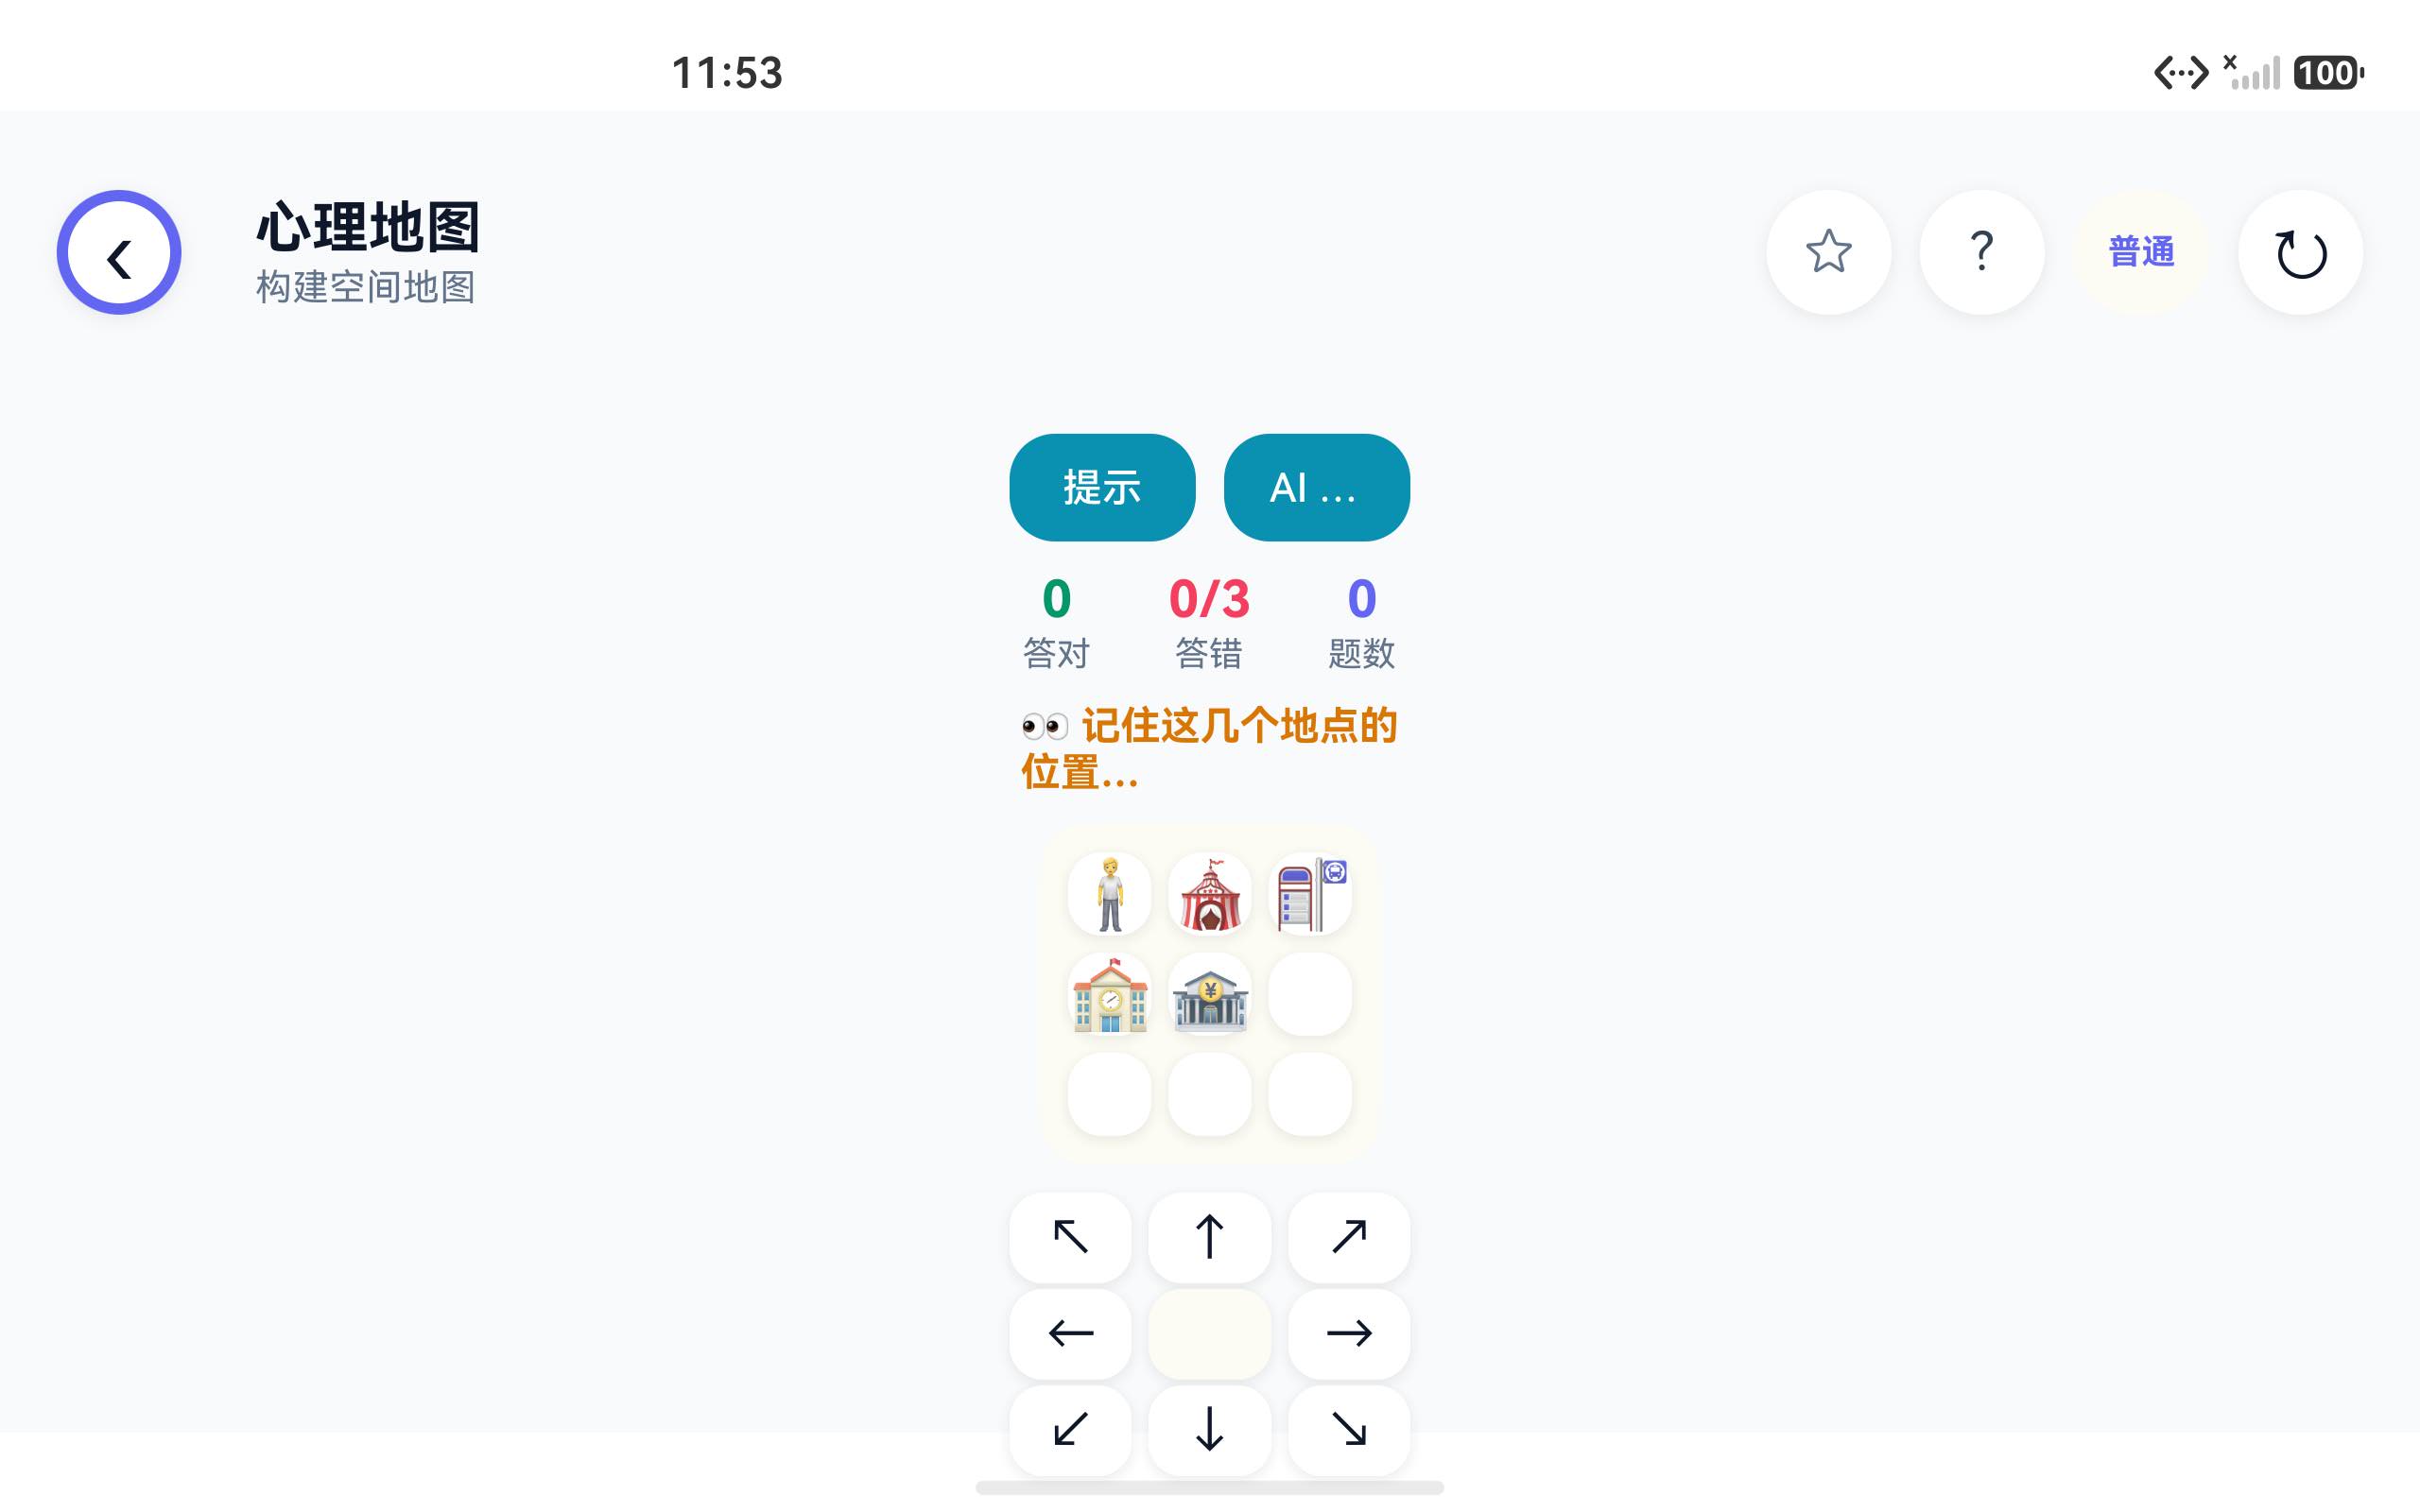 11:53
100
心理地图
构建空间地图
?
普通
提示
AI ...
0
0/3
0
答对
答错
题数
👀 记住这几个地点的
位置...
↖ ↑ ↗
← →
↙ ↓ ↘